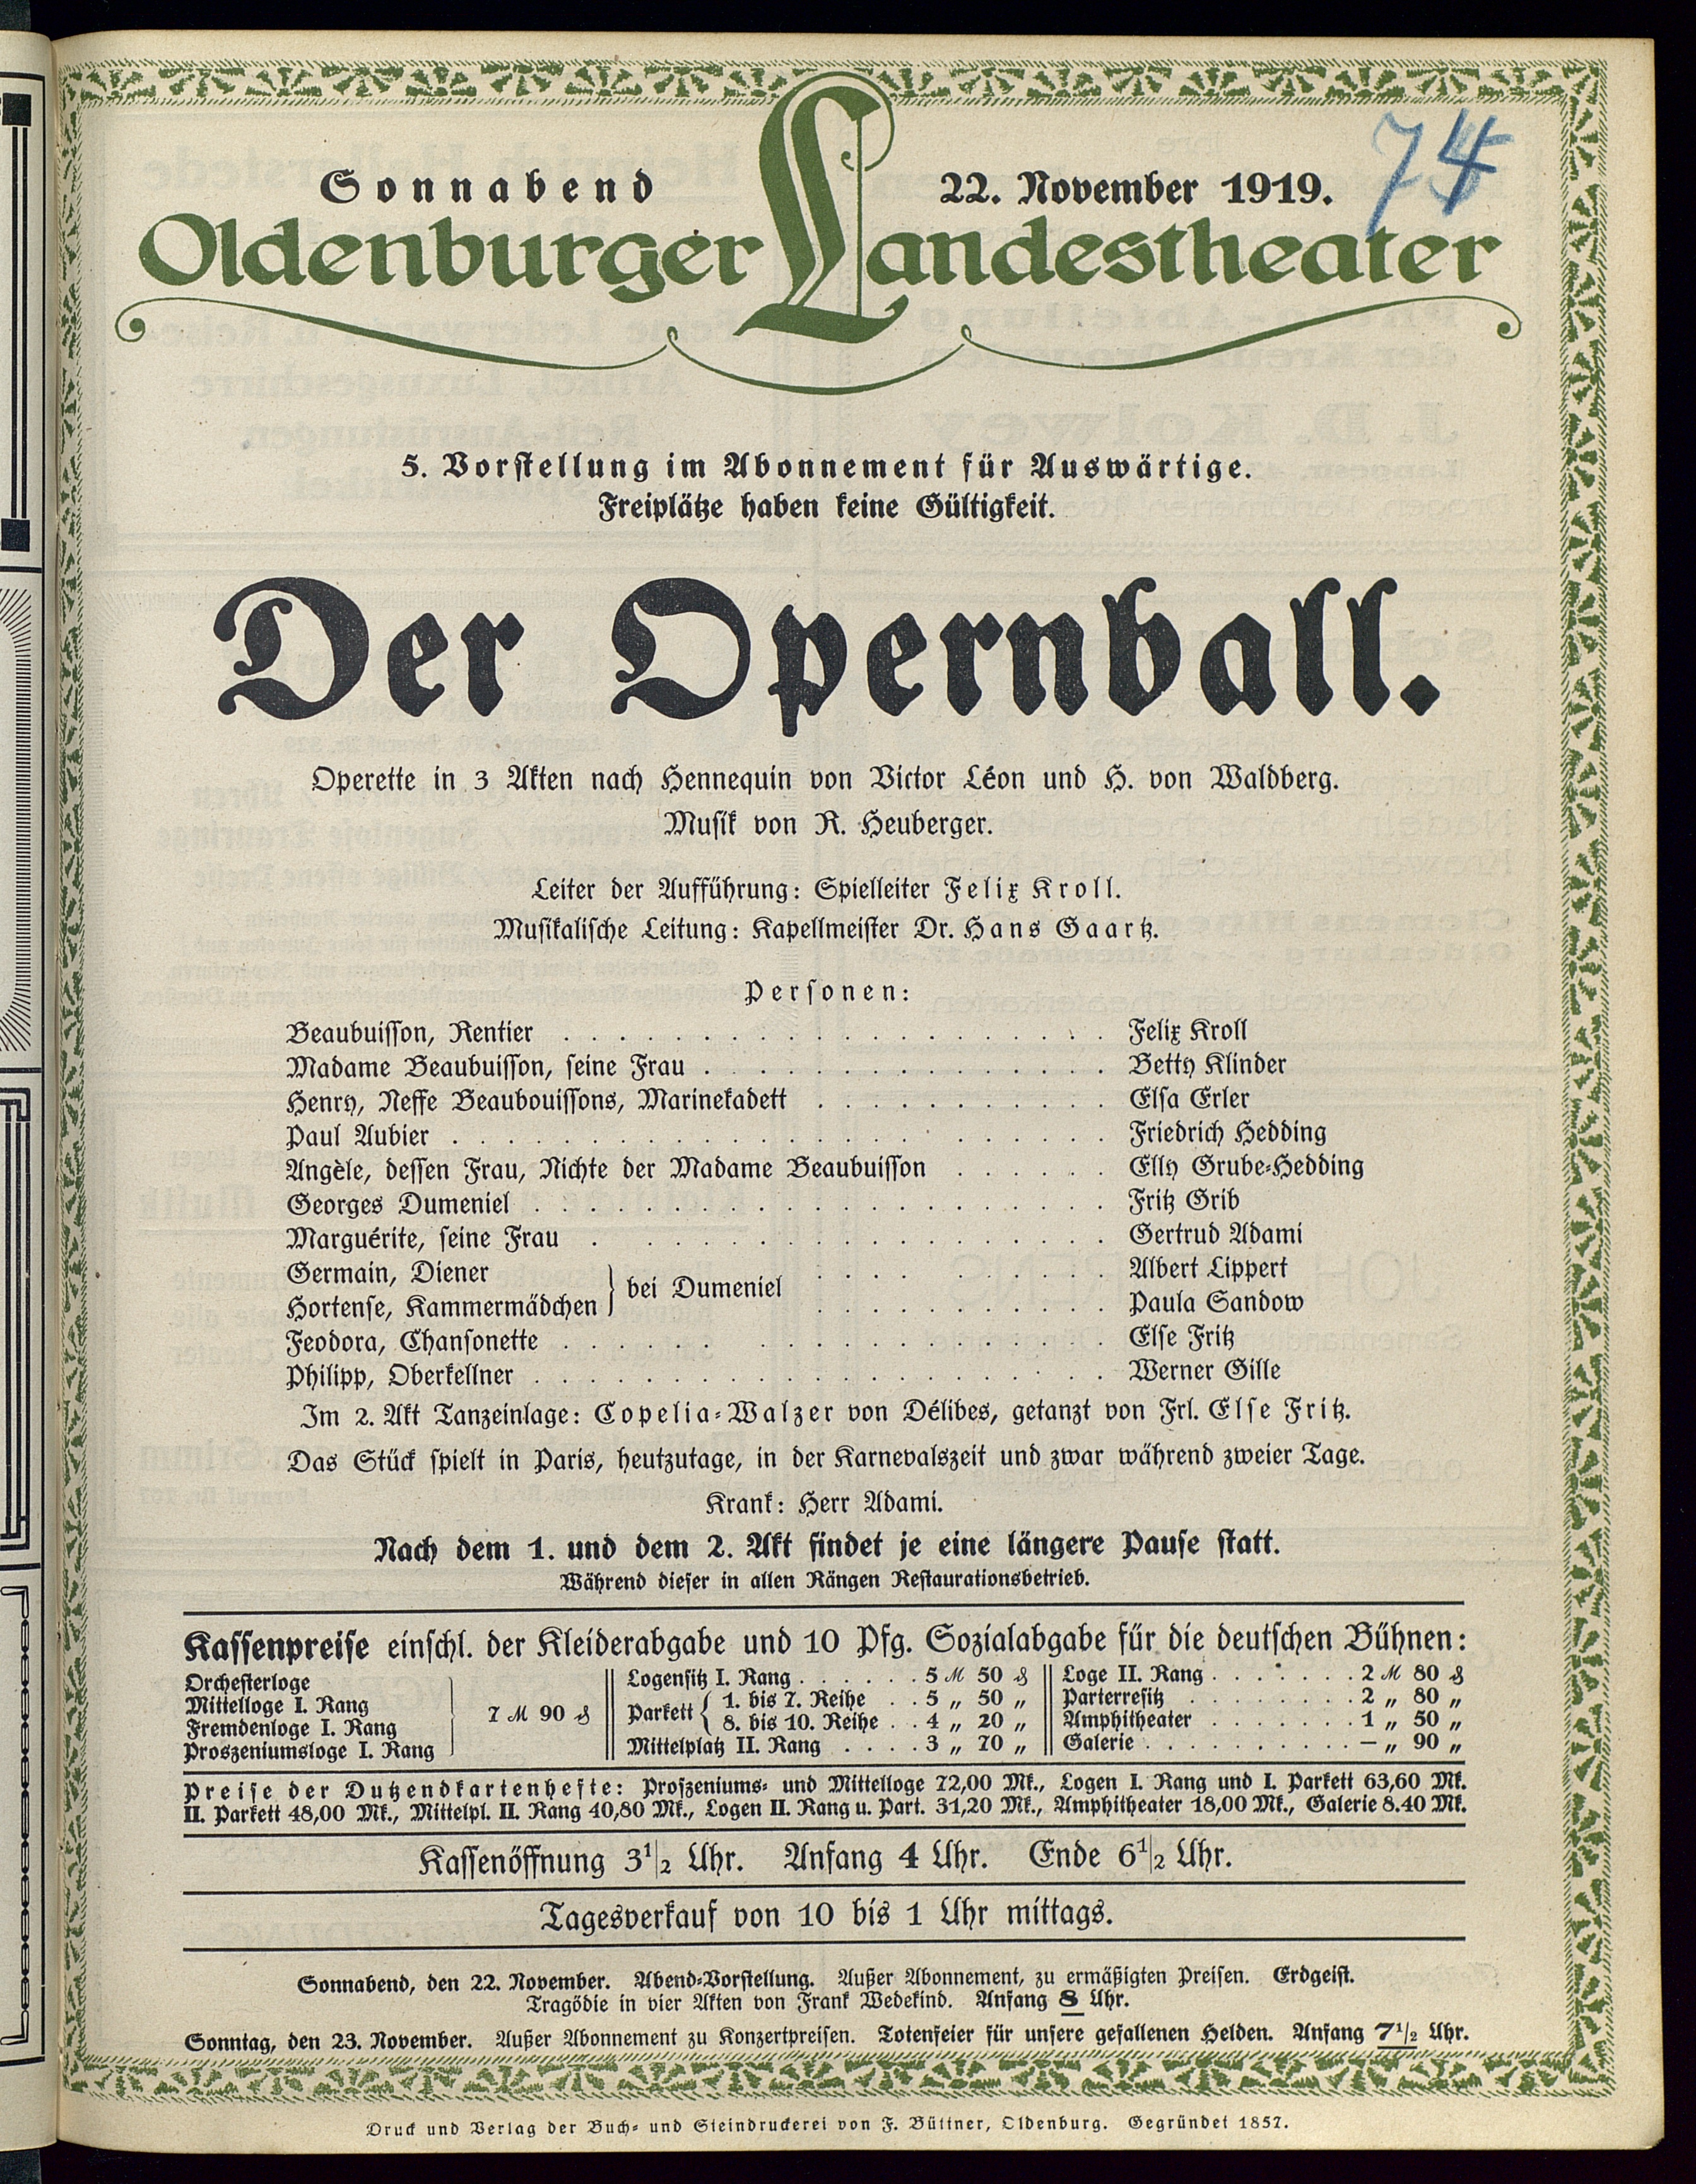 74
Sonnabend 22. November 1919.
Oldenburger Landestheater
5. Vorstellung im Abonnement für Auswärtige.
Freiplätze haben keine Gültigkeit.
Der Opernball.
Operette in 3 Akten nach Hennequin von Victor Léon und H. von Waldberg.
Musik von R. Heuberger.
Leiter der Aufführung: Spielleiter Felix Kroll.
Musikalische Leitung: Kapellmeister Dr. Hans Gaartz.
Personen:
Beaubuisson, Rentier . . . . . . Felix Kroll
Madame Beaubuisson, seine Frau . . . . . . Betty Klinder
Henry, Neffe Beaubouissons, Marinekadett . . . . . . Elsa Erler
Paul Aubier . . . . . . Friedrich Hedding
Angèle, dessen Frau, Nichte der Madame Beaubuisson . . . . . . Elly Grube-Hedding
Georges Dumeniel . . . . . . Fritz Grib
Marguérite, seine Frau . . . . . . Gertrud Adami
Germain, Diener } bei Dumeniel . . . . . . Albert Lippert
Hortense, Kammermädchen } . . . . . . Paula Sandow
Feodora, Chansonette . . . . . . Else Fritz
Philipp, Oberkellner . . . . . . Werner Gille
Im 2. Akt Tanzeinlage: Copelia-Walzer von Délibes, getanzt von Frl. Else Fritz.
Das Stück spielt in Paris, heutzutage, in der Karnevalszeit und zwar während zweier Tage.
Krank: Herr Adami.
Nach dem 1. und dem 2. Akt findet je eine längere Pause statt.
Während dieser in allen Rängen Restaurationsbetrieb.
Kassenpreise einschl. der Kleiderabgabe und 10 Pfg. Sozialabgabe für die deutschen Bühnen:
Orchesterloge
Mittelloge I. Rang
Fremdenloge I. Rang
Proszeniumsloge I. Rang
7 M 90 ₰
Logensitz I. Rang . . . . . . 5 M 50 ₰
Parkett { 1. bis 7. Reihe . . 5 „ 50 „
8. bis 10. Reihe . . 4 „ 20 „
Mittelplatz II. Rang . . . . 3 „ 70 „
Loge II. Rang . . . . . . 2 M 80 ₰
Parterresitz . . . . . . 2 „ 80 „
Amphitheater . . . . . . 1 „ 50 „
Galerie . . . . . . — „ 90 „
Preise der Dutzendkartenhefte: Proszeniums- und Mittelloge 72,00 Mk., Logen I. Rang und I. Parkett 63,60 Mk.
II. Parkett 48,00 Mk., Mittelpl. II. Rang 40,80 Mk., Logen II. Rang u. Part. 31,20 Mk., Amphitheater 18,00 Mk., Galerie 8.40 Mk.
Kassenöffnung 3½ Uhr. Anfang 4 Uhr. Ende 6½ Uhr.
Tagesverkauf von 10 bis 1 Uhr mittags.
Sonnabend, den 22. November. Abend-Vorstellung. Außer Abonnement, zu ermäßigten Preisen. Erdgeist.
Tragödie in vier Akten von Frank Wedekind. Anfang 8 Uhr.
Sonntag, den 23. November. Außer Abonnement zu Konzertpreisen. Totenfeier für unsere gefallenen Helden. Anfang 7½ Uhr.
Druck und Verlag der Buch- und Steindruckerei von F. Büttner, Oldenburg. Gegründet 1857.